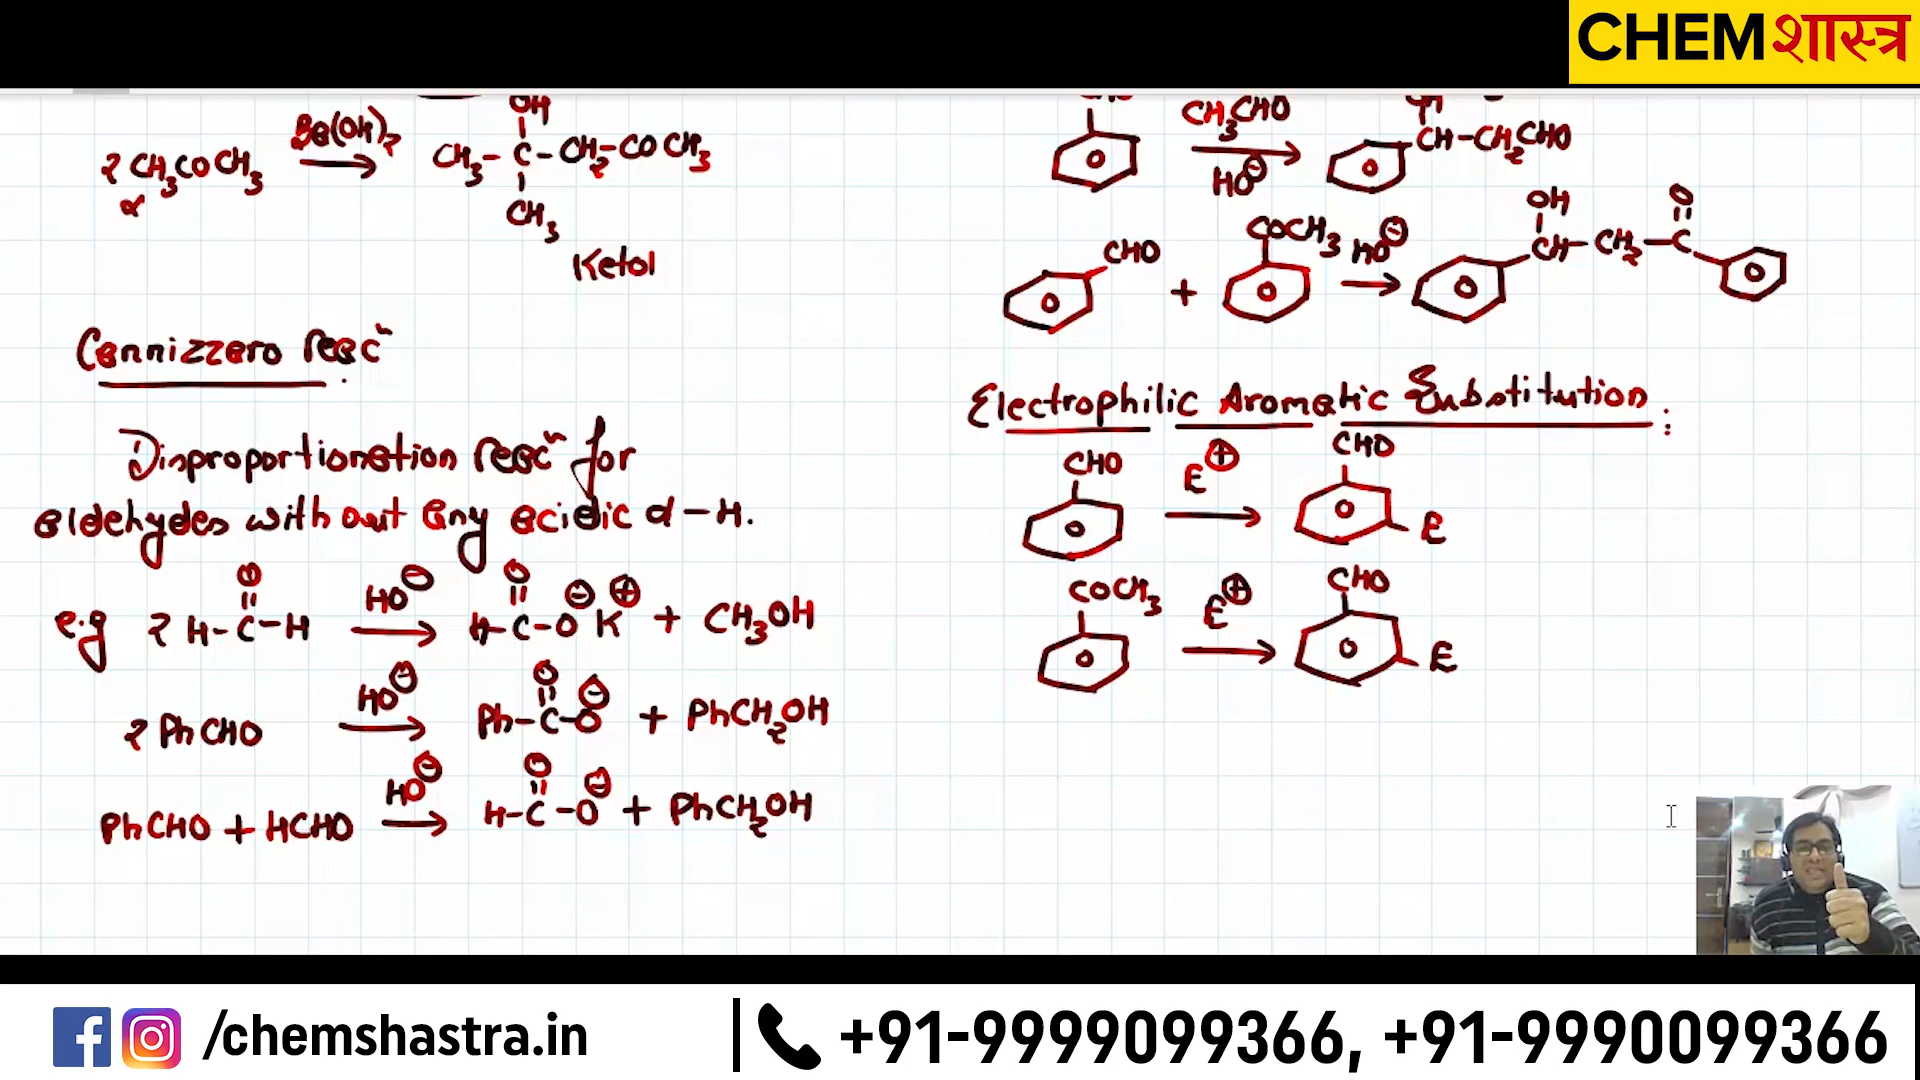 CHEMशास्त्र
2 CH3COCH3 Ba(OH)2 → CH3-C-CH2-COCH3
OH
α
CH3
Ketol
Cannizzaro reacn
Disproportionation reacn for
aldehydes without any acidic α-H.
e.g 2 H-C-H HO⊖ → H-C-O⊖ K⊕ + CH3OH
O O
2 PhCHO HO⊖ → Ph-C-O⊖ + PhCH2OH
O
PhCHO + HCHO HO⊖ → H-C-O⊖ + PhCH2OH
O
CH3CHO
HO⊖
CH-CH2CHO
CHO + COCH3 HO⊖ → CH-CH2-C
OH O
Electrophilic Aromatic Substitution:
CHO E⊕ → CHO E
COCH3 E⊕ → CHO E
/chemshastra.in
+91-9999099366, +91-9990099366